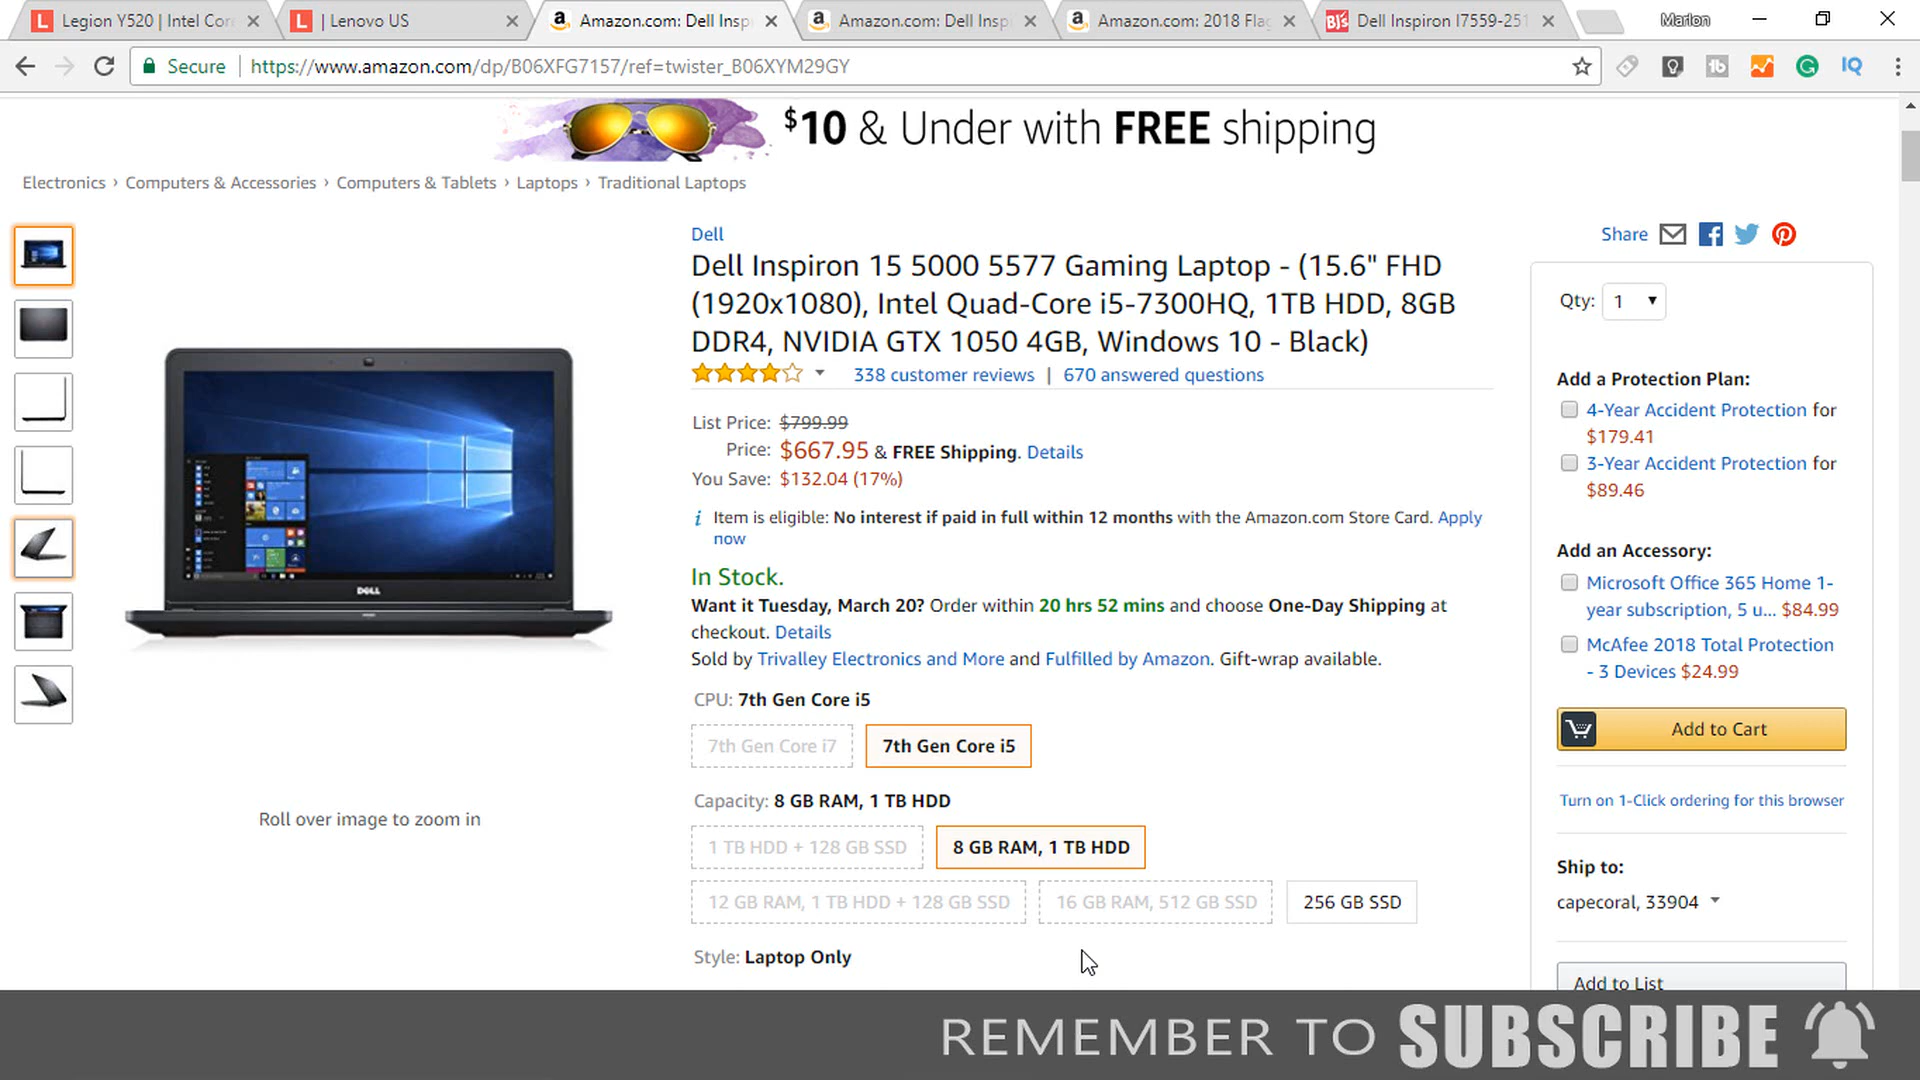 Legion Y520 | Intel Cor
| Lenovo US
Amazon.com: Dell Insp
Amazon.com: Dell Insp
Amazon.com: 2018 Fla
Dell Inspiron I7559-251
Marlon
Secure
https://www.amazon.com/dp/B06XFG7157/ref=twister_B06XYM29GY
$10 & Under with FREE shipping
Electronics › Computers & Accessories › Computers & Tablets › Laptops › Traditional Laptops
Dell
Share
Dell Inspiron 15 5000 5577 Gaming Laptop - (15.6" FHD
(1920x1080), Intel Quad-Core i5-7300HQ, 1TB HDD, 8GB
DDR4, NVIDIA GTX 1050 4GB, Windows 10 - Black)
338 customer reviews | 670 answered questions
List Price: $799.99
Price: $667.95 & FREE Shipping. Details
You Save: $132.04 (17%)
Item is eligible: No interest if paid in full within 12 months with the Amazon.com Store Card. Apply
now
In Stock.
Want it Tuesday, March 20? Order within 20 hrs 52 mins and choose One-Day Shipping at
checkout. Details
Sold by Trivalley Electronics and More and Fulfilled by Amazon. Gift-wrap available.
CPU: 7th Gen Core i5
7th Gen Core i7
7th Gen Core i5
Capacity: 8 GB RAM, 1 TB HDD
1 TB HDD + 128 GB SSD
8 GB RAM, 1 TB HDD
12 GB RAM, 1 TB HDD + 128 GB SSD
16 GB RAM, 512 GB SSD
256 GB SSD
Style: Laptop Only
DELL
Roll over image to zoom in
Qty: 1
Add a Protection Plan:
4-Year Accident Protection for
$179.41
3-Year Accident Protection for
$89.46
Add an Accessory:
Microsoft Office 365 Home 1-
year subscription, 5 u... $84.99
McAfee 2018 Total Protection
- 3 Devices $24.99
Add to Cart
Turn on 1-Click ordering for this browser
Ship to:
capecoral, 33904
Add to List
REMEMBER TO SUBSCRIBE